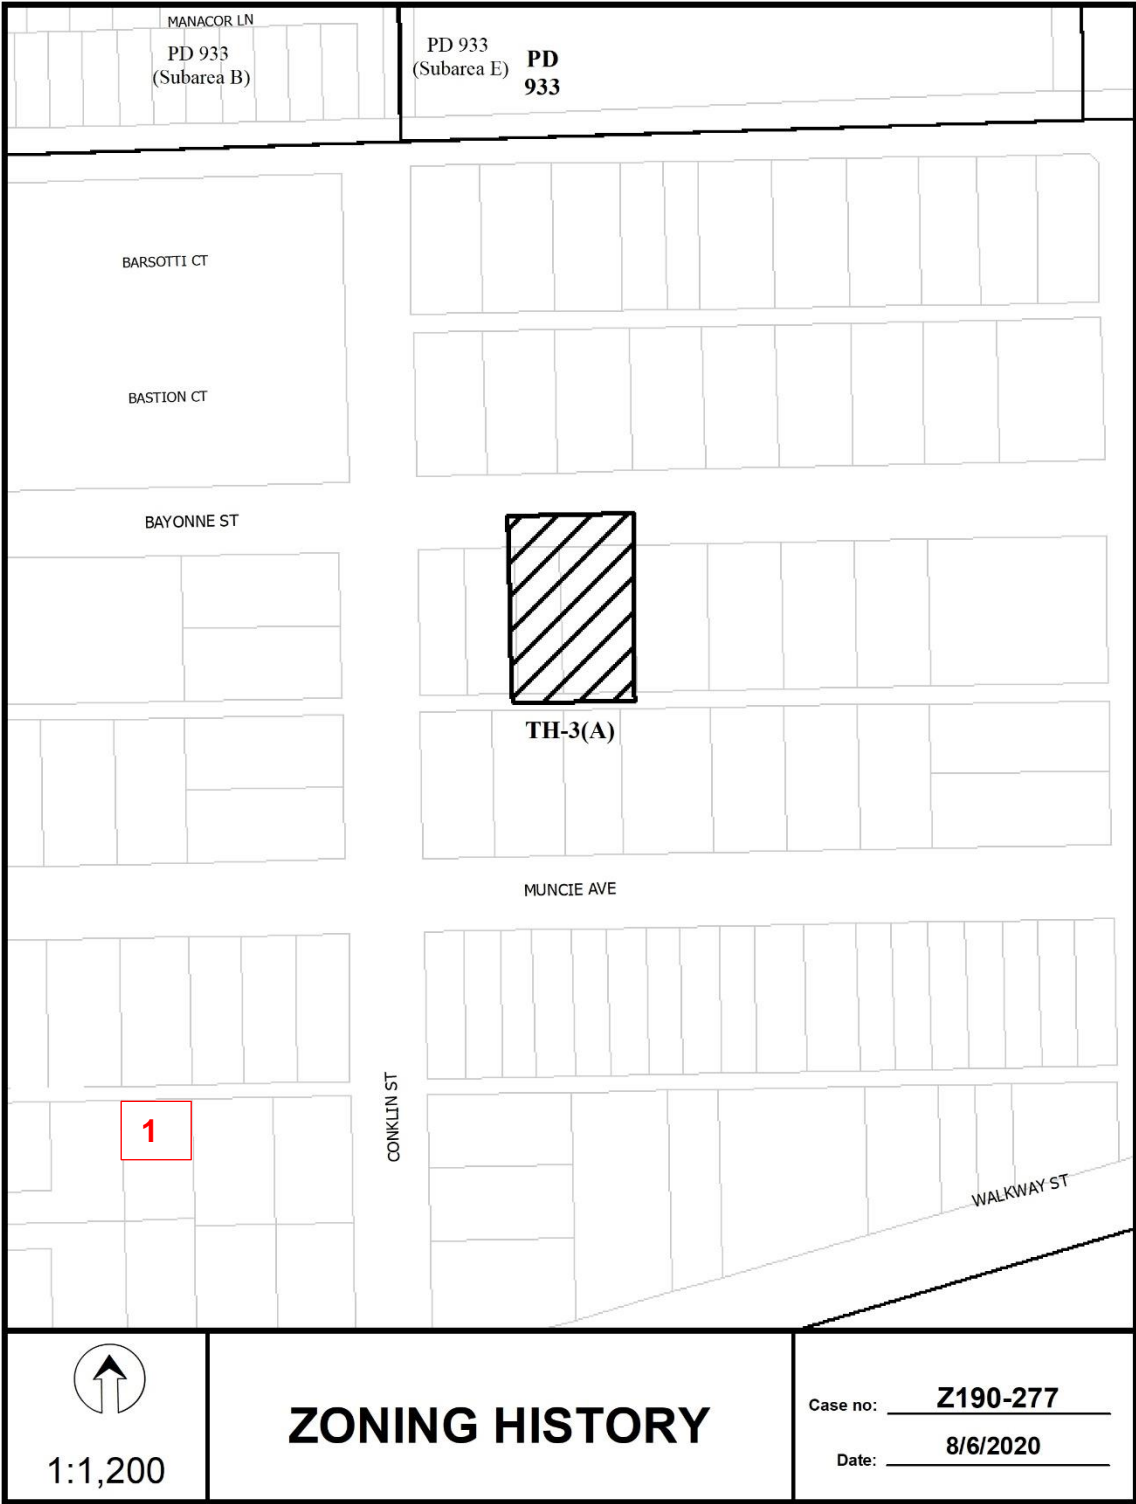 MANACOR LN
PD 933
(Subarea B)
PD 933
(Subarea E)
PD
933
BARSOTTI CT
BASTION CT
BAYONNE ST
TH-3(A)
MUNCIE AVE
CONKLIN ST
1
WALKWAY ST
1:1,200
ZONING HISTORY
Case no: Z190-277
Date: 8/6/2020